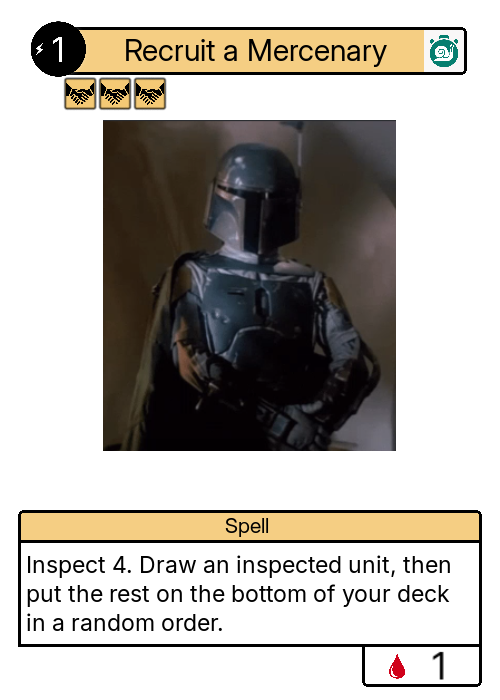 1
Recruit a Mercenary
Spell
Inspect 4. Draw an inspected unit, then
put the rest on the bottom of your deck
in a random order.
1